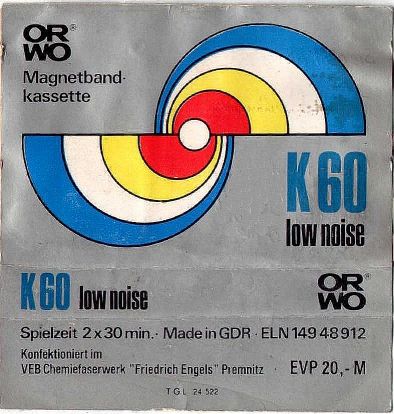 OR®
WO
Magnetband-
kassette
K 60
low noise
K 60 low noise
OR®
WO
Spielzeit 2 x 30 min. · Made in GDR · ELN 149 48 912
Konfektioniert im
VEB Chemiefaserwerk "Friedrich Engels" Premnitz · EVP 20,- M
TGL 24 522